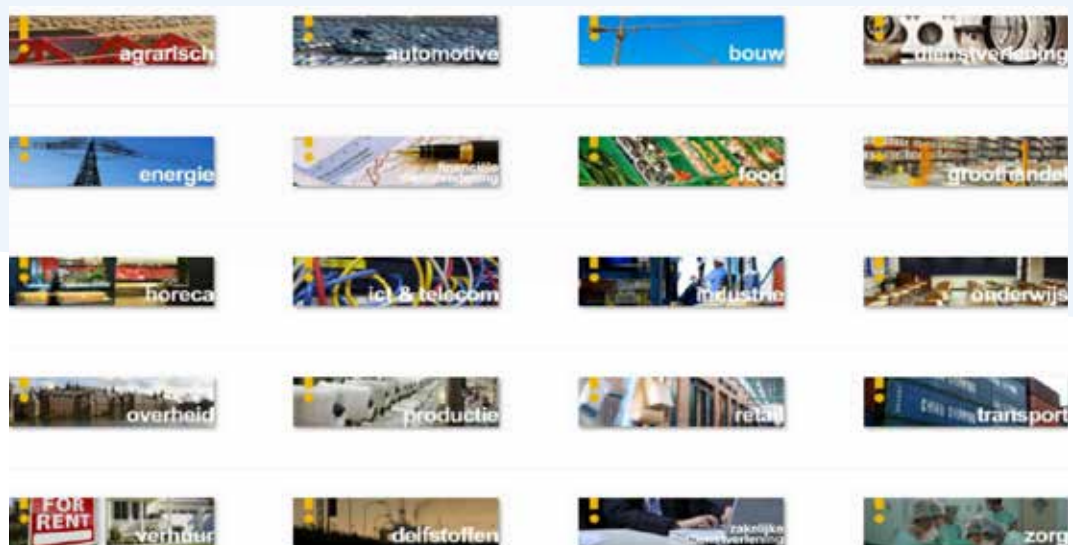 agrarisch
automotive
bouw
dienstverlening
energie
financiële
dienstverlening
food
groothandel
horeca
ict & telecom
industrie
onderwijs
overheid
productie
retail
transport
FOR
RENT
verhuur
delfstoffen
zakelijke
dienstverlening
zorg